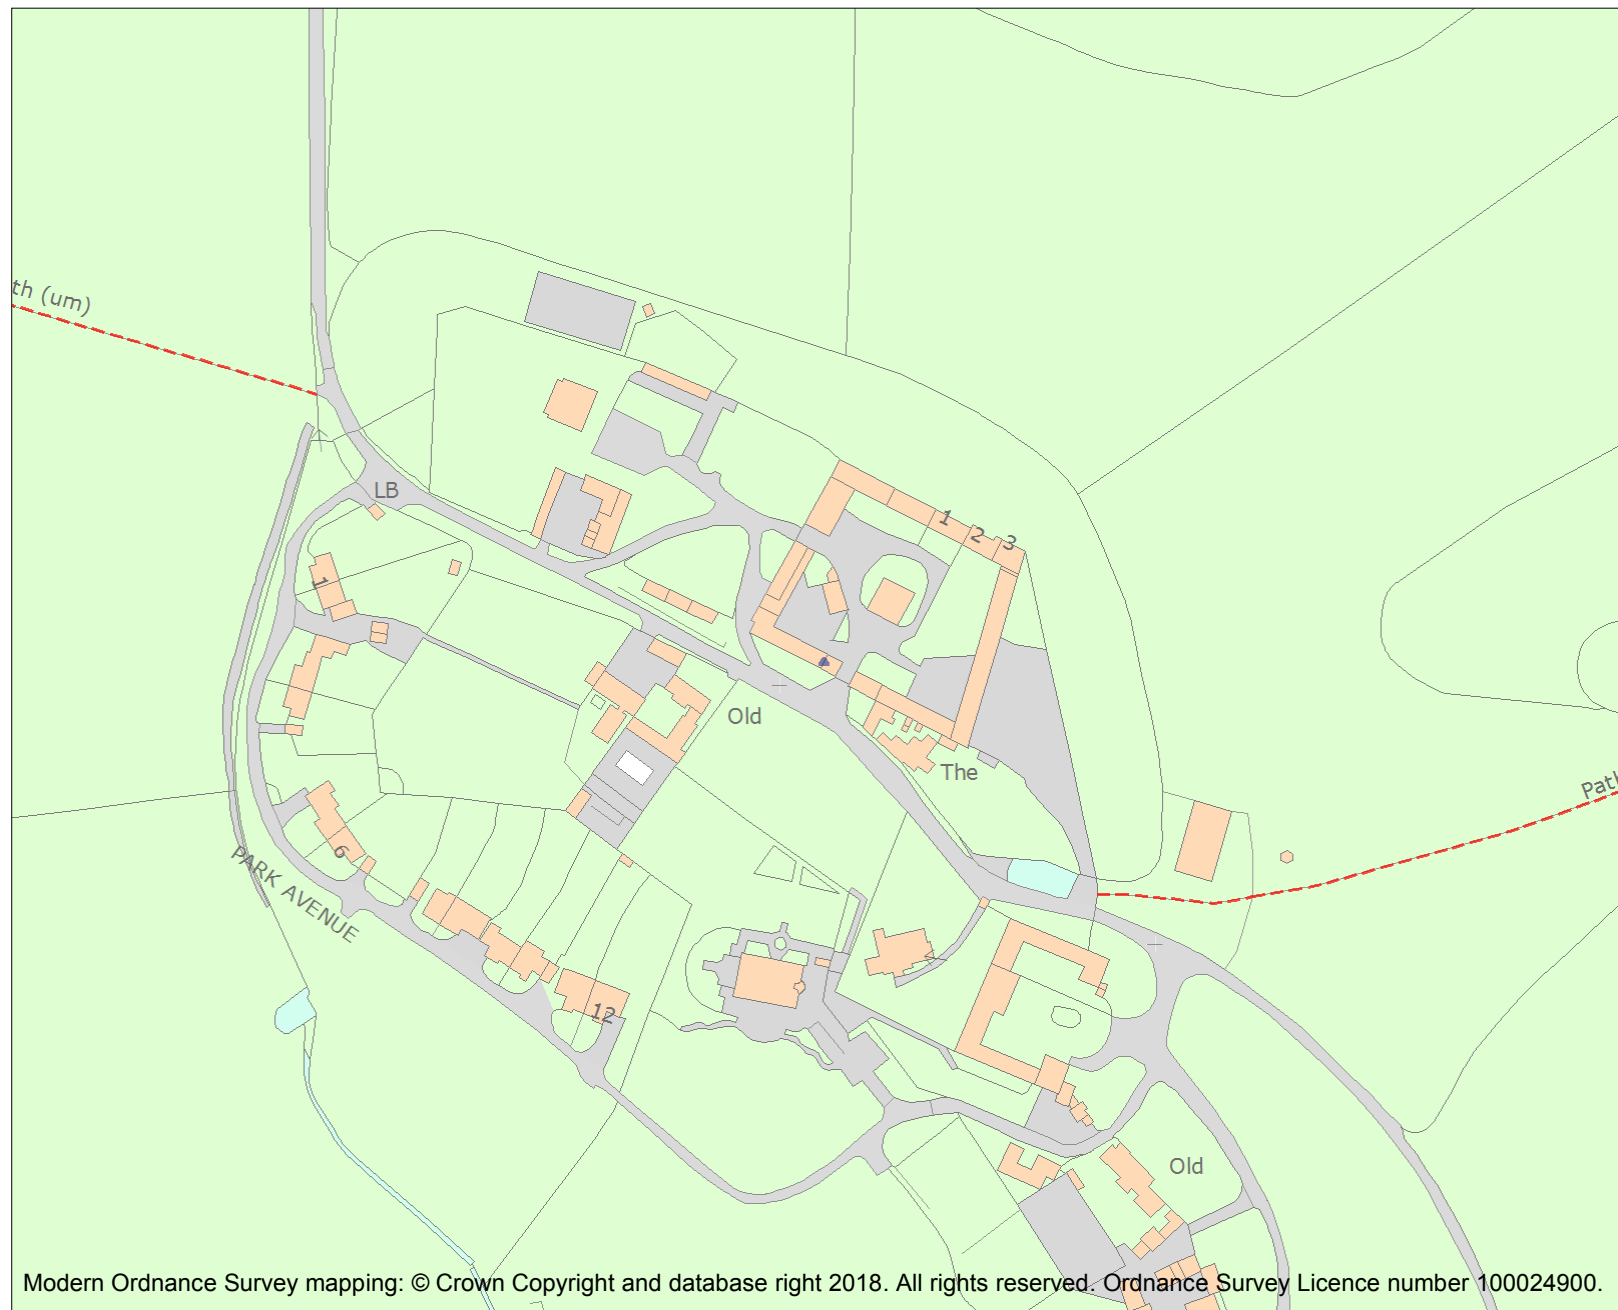 th (um)
LB
1
2
3
1
Old
The
Path
6
PARK AVENUE
12
Old
Modern Ordnance Survey mapping: © Crown Copyright and database right 2018. All rights reserved. Ordnance Survey Licence number 100024900.